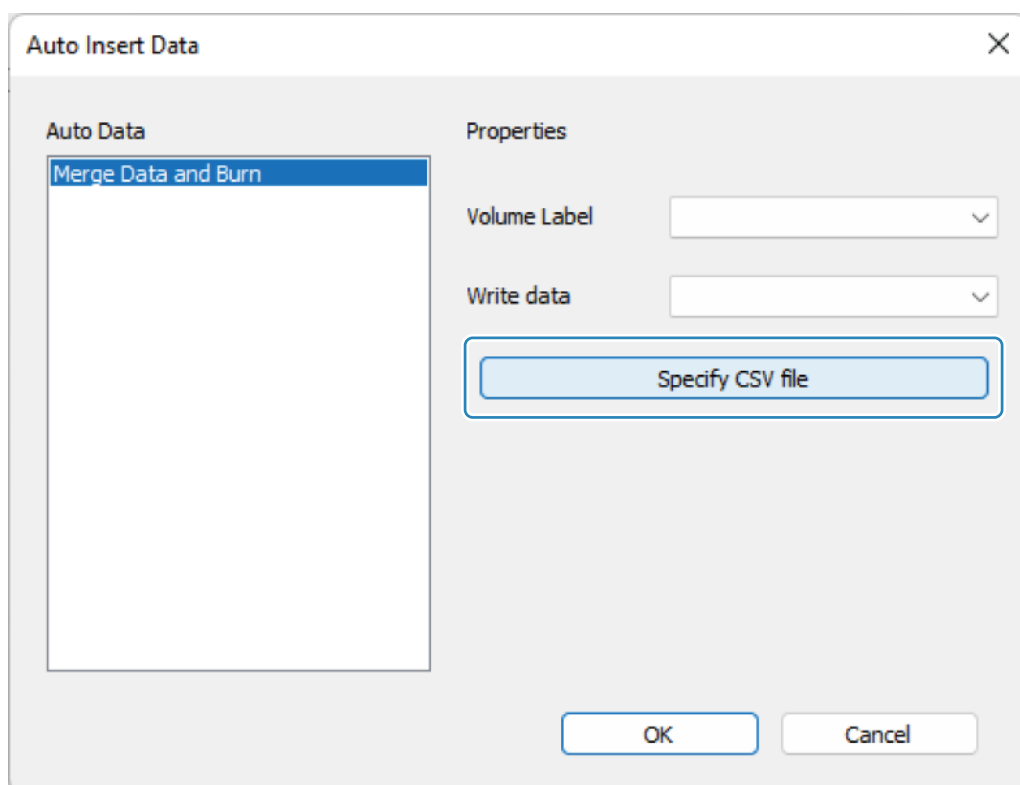 Auto Insert Data
Auto Data
Merge Data and Burn
Properties
Volume Label
Write data
Specify CSV file
OK
Cancel